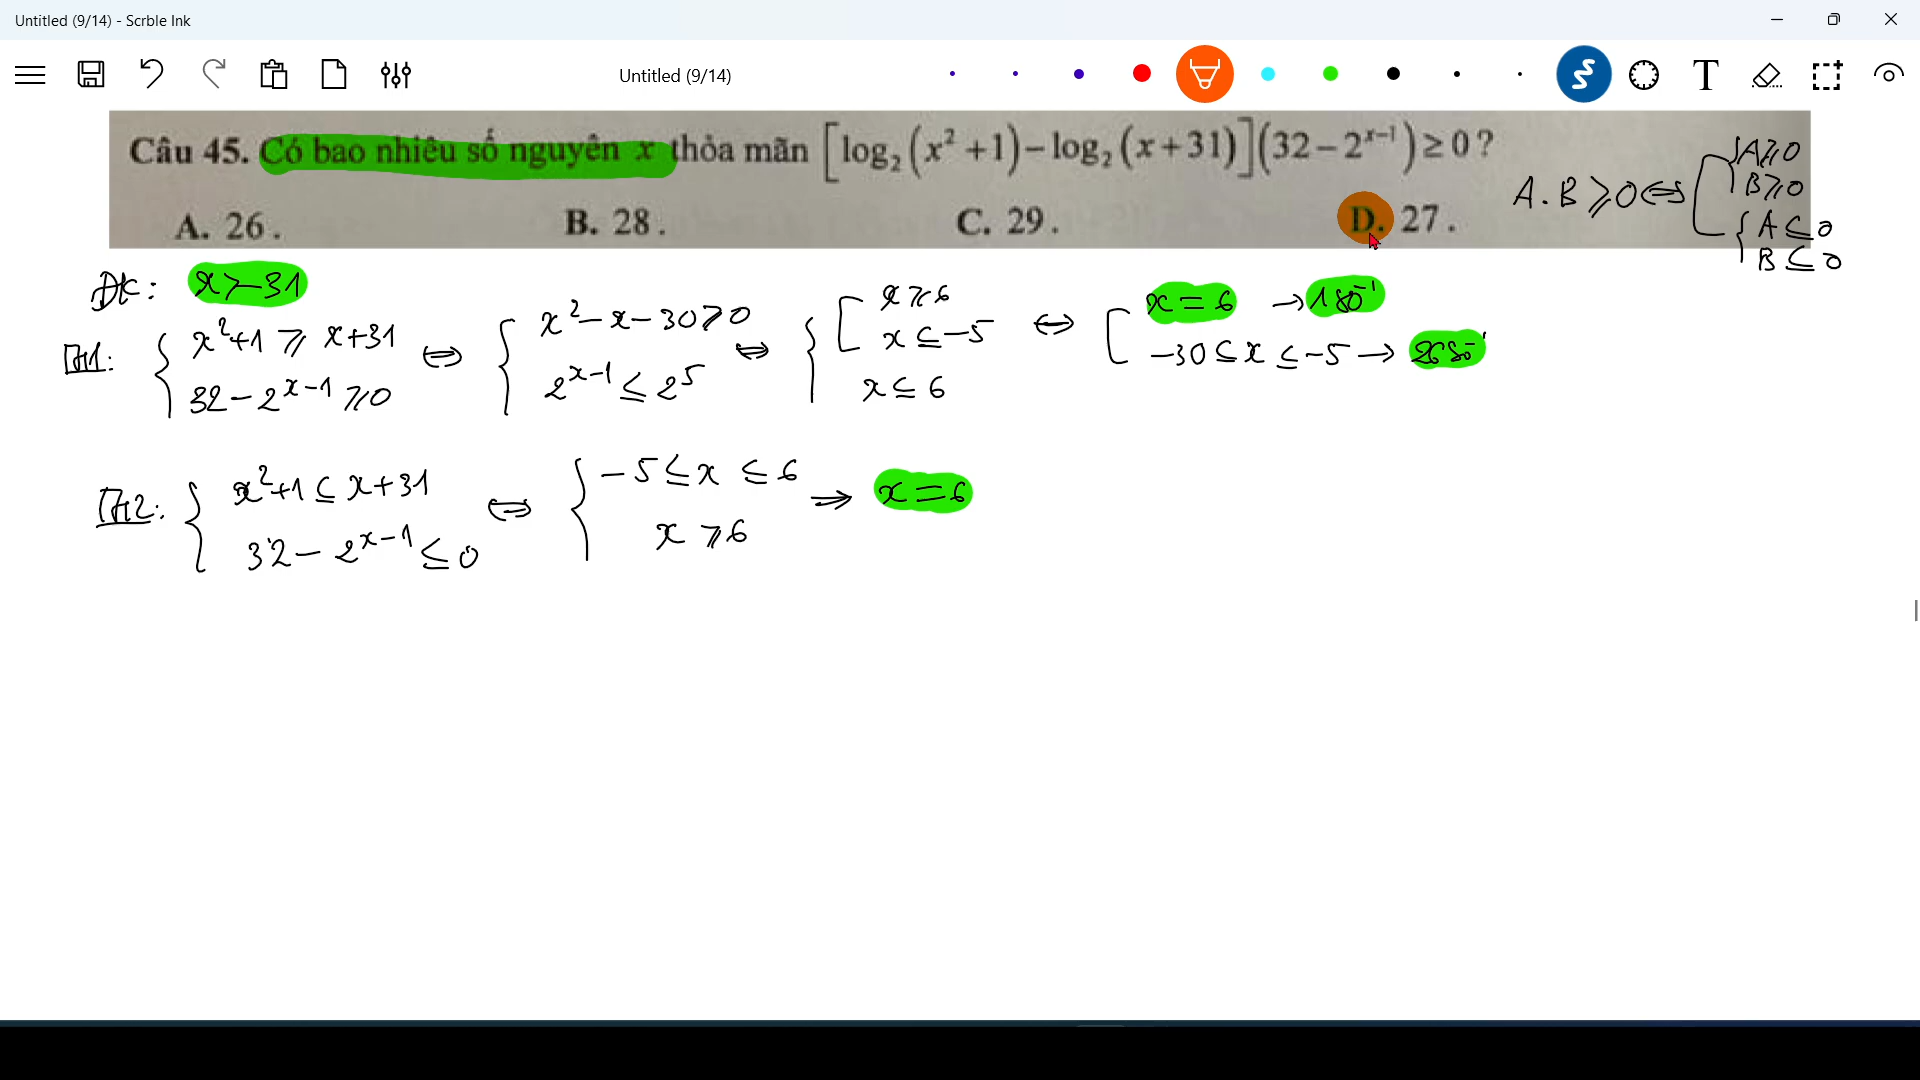 Untitled (9/14) - Scrble Ink
Untitled (9/14)
T
Câu 45. Có bao nhiêu số nguyên x thỏa mãn [log₂(x² + 1) − log₂(x + 31)](32 − 2^{x−1}) ≥ 0 ?
A. 26 . B. 28 . C. 29 . D. 27 .
A.B ⩾ 0 ⇔ [ { A ⩾ 0
B ⩾ 0
{ A ≤ 0
B ≤ 0
ĐK: x > −31
TH1: { x² + 1 ⩾ x + 31
32 − 2^{x−1} ⩾ 0
⇔ { x² − x − 30 ⩾ 0
2^{x−1} ≤ 2⁵
⇔ { [ x ⩾ 6
x ≤ −5
x ≤ 6
⇔ [ x = 6 → 1 số ng¹
−30 ≤ x ≤ −5 →
TH2: { x² + 1 ≤ x + 31
32 − 2^{x−1} ≤ 0
⇔ { −5 ≤ x ≤ 6
x ⩾ 6
⇒ x = 6